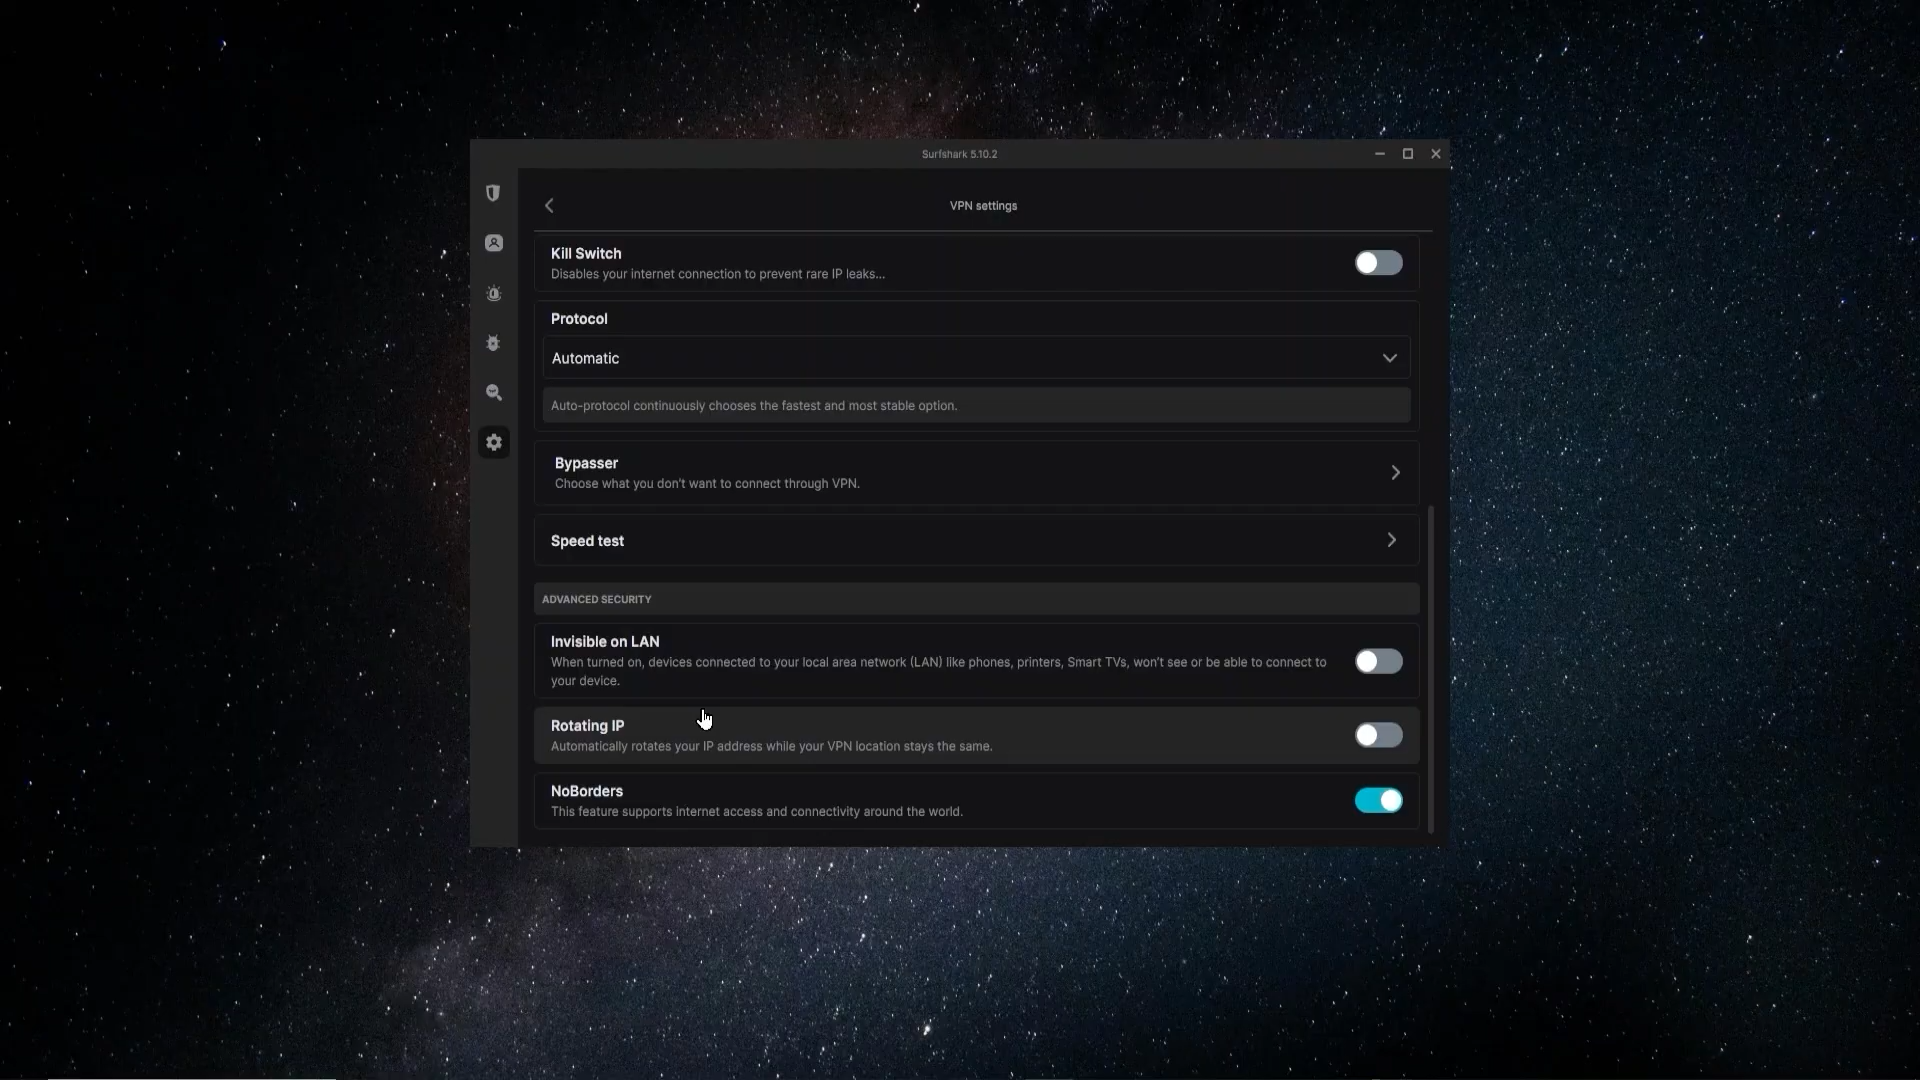 Surfshark 5.10.2
VPN settings
Kill Switch
Disables your internet connection to prevent rare IP leaks...
Protocol
Automatic
Auto-protocol continuously chooses the fastest and most stable option.
Bypasser
Choose what you don't want to connect through VPN.
Speed test
ADVANCED SECURITY
Invisible on LAN
When turned on, devices connected to your local area network (LAN) like phones, printers, Smart TVs, won't see or be able to connect to
your device.
Rotating IP
Automatically rotates your IP address while your VPN location stays the same.
NoBorders
This feature supports internet access and connectivity around the world.